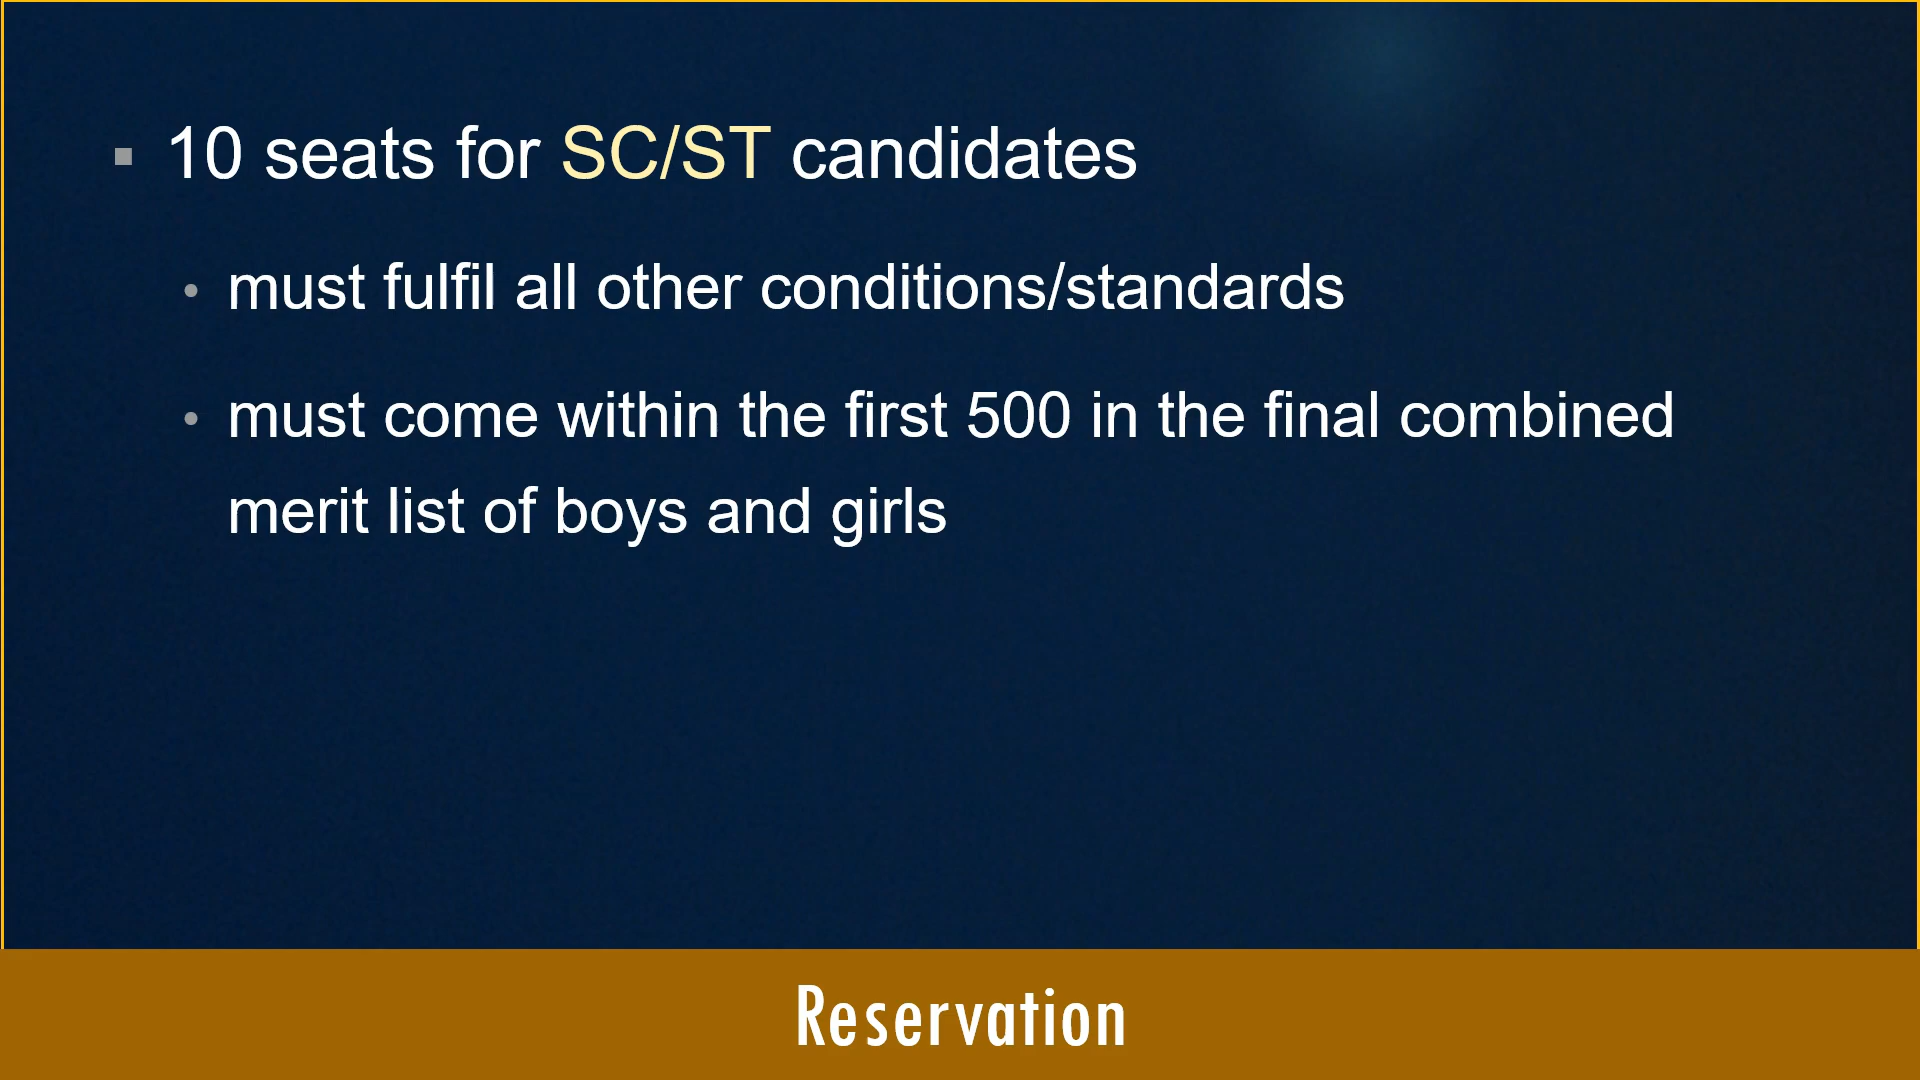 10 seats for SC/ST candidates
must fulfil all other conditions/standards
must come within the first 500 in the final combined
merit list of boys and girls
Reservation